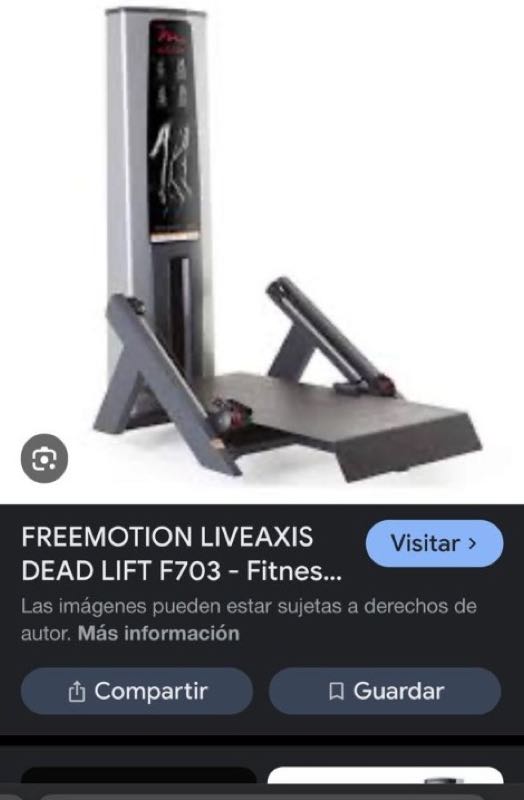 FREEMOTION LIVEAXIS
DEAD LIFT F703 - Fitnes...
Visitar >
Las imágenes pueden estar sujetas a derechos de
autor. Más información
Compartir
Guardar